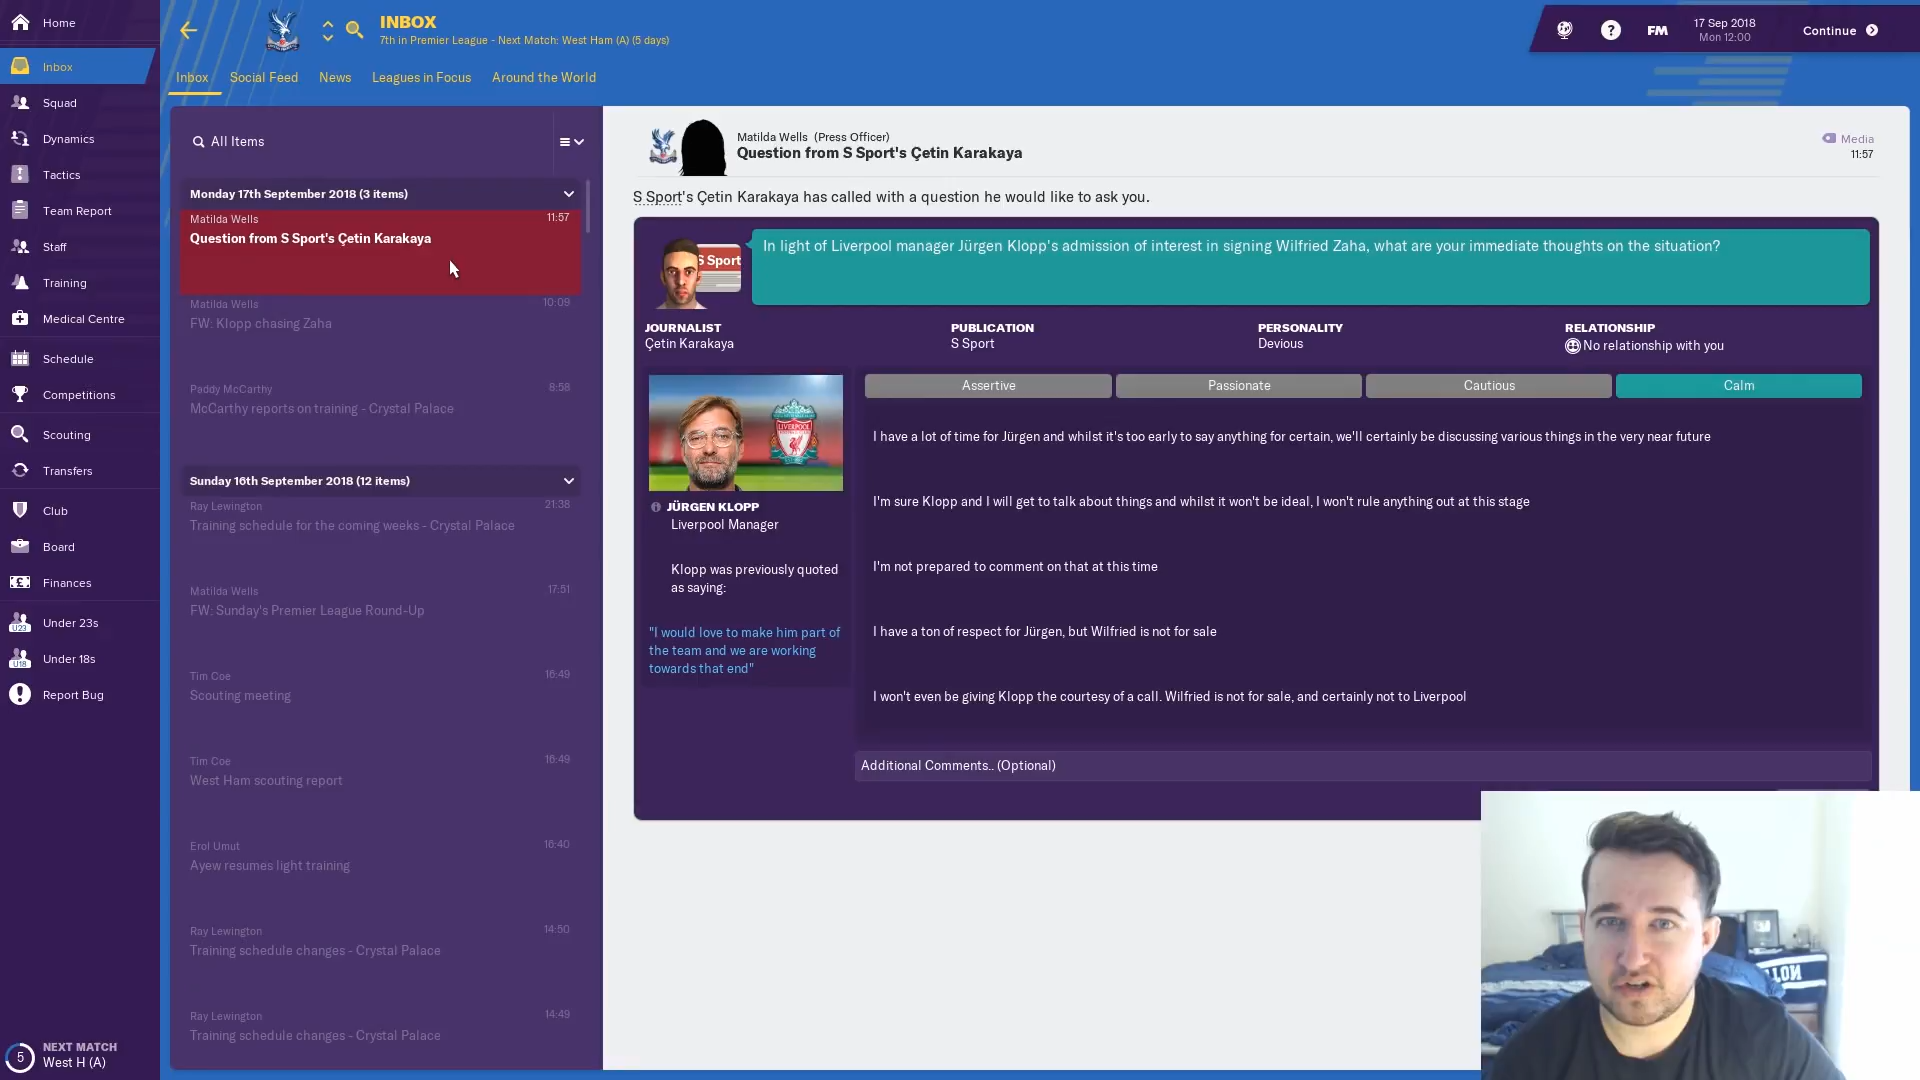 Home
Inbox
Squad
Dynamics
Tactics
Team Report
Staff
Training
Medical Centre
Schedule
Competitions
Scouting
Transfers
Club
Board
Finances
U23
Under 23s
U18
Under 18s
Report Bug
5
NEXT MATCH
West H (A)
INBOX
7th in Premier League - Next Match: West Ham (A) (5 days)
Inbox
Social Feed
News
Leagues in Focus
Around the World
?
FM
17 Sep 2018
Mon 12:00
Continue
All Items
Monday 17th September 2018 (3 items)
Matilda Wells
11:57
Question from S Sport's Çetin Karakaya
Matilda Wells
10:09
FW: Klopp chasing Zaha
Paddy McCarthy
8:58
McCarthy reports on training - Crystal Palace
Sunday 16th September 2018 (12 items)
Ray Lewington
21:38
Training schedule for the coming weeks - Crystal Palace
Matilda Wells
17:51
FW: Sunday's Premier League Round-Up
Tim Coe
16:49
Scouting meeting
Tim Coe
16:49
West Ham scouting report
Erol Umut
16:40
Ayew resumes light training
Ray Lewington
14:50
Training schedule changes - Crystal Palace
Ray Lewington
14:49
Training schedule changes - Crystal Palace
Matilda Wells (Press Officer)
Question from S Sport's Çetin Karakaya
Media
11:57
S Sport's Çetin Karakaya has called with a question he would like to ask you.
S Sport
In light of Liverpool manager Jürgen Klopp's admission of interest in signing Wilfried Zaha, what are your immediate thoughts on the situation?
JOURNALIST
Çetin Karakaya
PUBLICATION
S Sport
PERSONALITY
Devious
RELATIONSHIP
No relationship with you
Assertive
Passionate
Cautious
Calm
JÜRGEN KLOPP
Liverpool Manager
Klopp was previously quoted
as saying:
"I would love to make him part of
the team and we are working
towards that end"
I have a lot of time for Jürgen and whilst it's too early to say anything for certain, we'll certainly be discussing various things in the very near future
I'm sure Klopp and I will get to talk about things and whilst it won't be ideal, I won't rule anything out at this stage
I'm not prepared to comment on that at this time
I have a ton of respect for Jürgen, but Wilfried is not for sale
I won't even be giving Klopp the courtesy of a call. Wilfried is not for sale, and certainly not to Liverpool
Additional Comments.. (Optional)